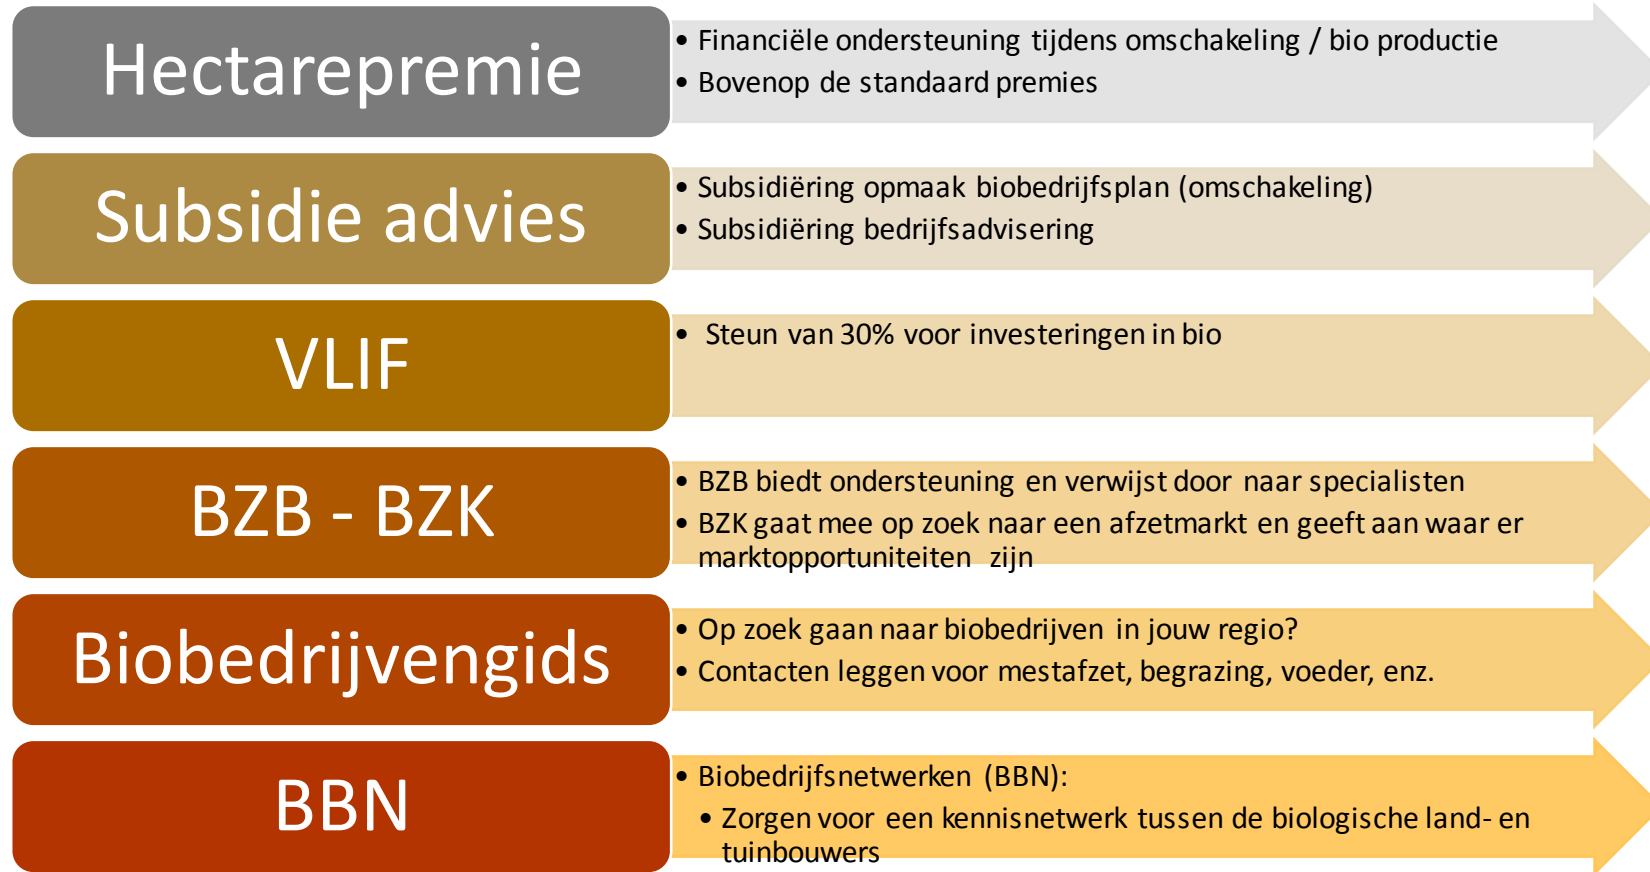 Hectarepremie
• Financiële ondersteuning tijdens omschakeling / bio productie
• Bovenop de standaard premies
Subsidie advies
• Subsidiëring opmaak biobedrijfsplan (omschakeling)
• Subsidiëring bedrijfsadvisering
VLIF
• Steun van 30% voor investeringen in bio
BZB - BZK
• BZB biedt ondersteuning en verwijst door naar specialisten
• BZK gaat mee op zoek naar een afzetmarkt en geeft aan waar er
marktopportuniteiten zijn
Biobedrijvengids
• Op zoek gaan naar biobedrijven in jouw regio?
• Contacten leggen voor mestafzet, begrazing, voeder, enz.
BBN
• Biobedrijfsnetwerken (BBN):
• Zorgen voor een kennisnetwerk tussen de biologische land- en
tuinbouwers